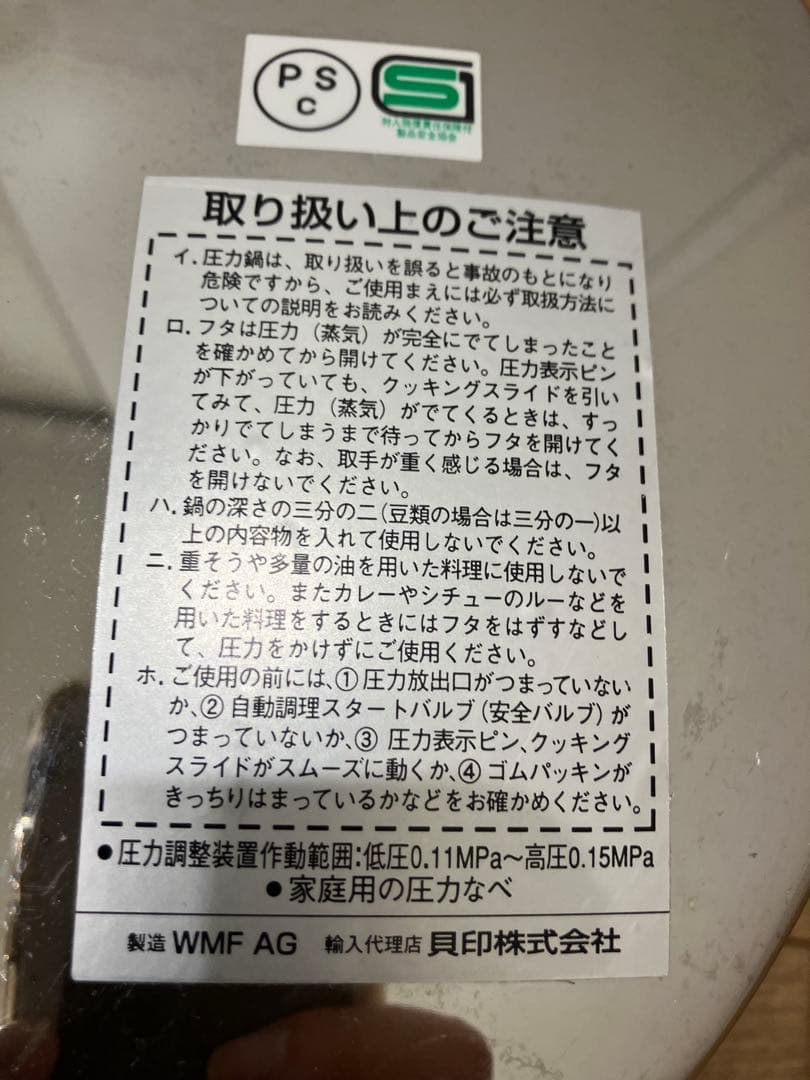 PS
C
SG
対人賠償責任保険付
製品安全協会
取り扱い上のご注意
イ. 圧力鍋は、取り扱いを誤ると事故のもとになり
危険ですから、ご使用まえには必ず取扱方法に
ついての説明をお読みください。
ロ. フタは圧力（蒸気）が完全にでてしまったこと
を確かめてから開けてください。圧力表示ピン
が下がっていても、クッキングスライドを引い
てみて、圧力（蒸気）がでてくるときは、すっ
かりでてしまうまで待ってからフタを開けてく
ださい。なお、取手が重く感じる場合は、フタ
を開けないでください。
ハ. 鍋の深さの三分の二(豆類の場合は三分の一)以
上の内容物を入れて使用しないでください。
ニ. 重そうや多量の油を用いた料理に使用しないで
ください。またカレーやシチューのルーなどを
用いた料理をするときにはフタをはずすなどし
て、圧力をかけずにご使用ください。
ホ. ご使用の前には、① 圧力放出口がつまっていない
か、② 自動調理スタートバルブ(安全バルブ)が
つまっていないか、③ 圧力表示ピン、クッキング
スライドがスムーズに動くか、④ ゴムパッキンが
きっちりはまっているかなどをお確かめください。
●圧力調整装置作動範囲:低圧0.11MPa〜高圧0.15MPa
●家庭用の圧力なべ
製造 WMF AG 輸入代理店 貝印株式会社